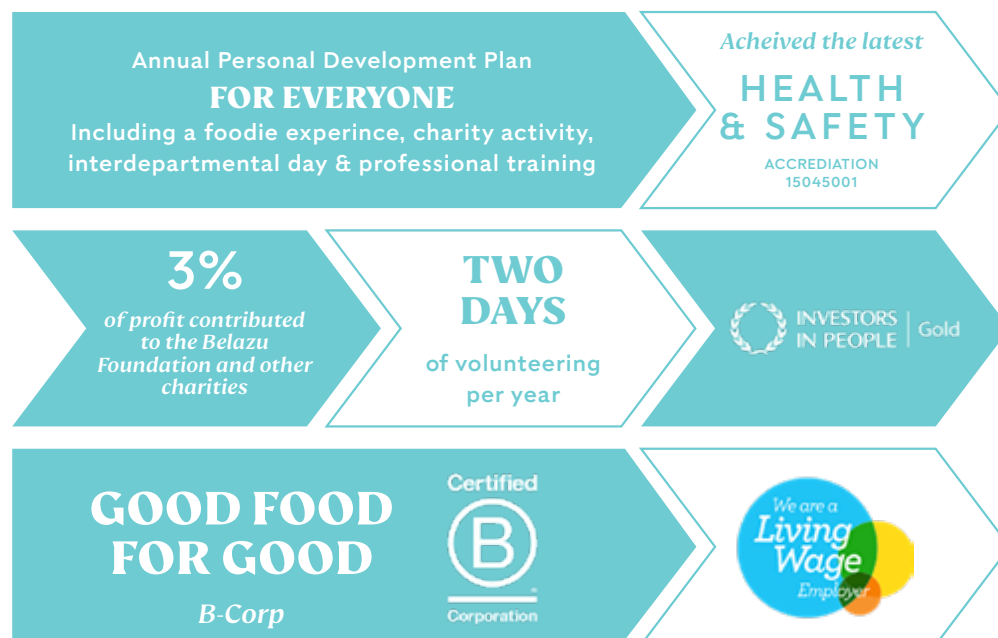 Annual Personal Development Plan
FOR EVERYONE
Including a foodie experince, charity activity,
interdepartmental day & professional training
Acheived the latest
HEALTH
& SAFETY
ACCREDIATION
15045001
3%
of profit contributed
to the Belazu
Foundation and other
charities
TWO
DAYS
of volunteering
per year
INVESTORS
IN PEOPLE
Gold
GOOD FOOD
FOR GOOD
B-Corp
Certified
B
Corporation
We are a
Living
Wage
Employer